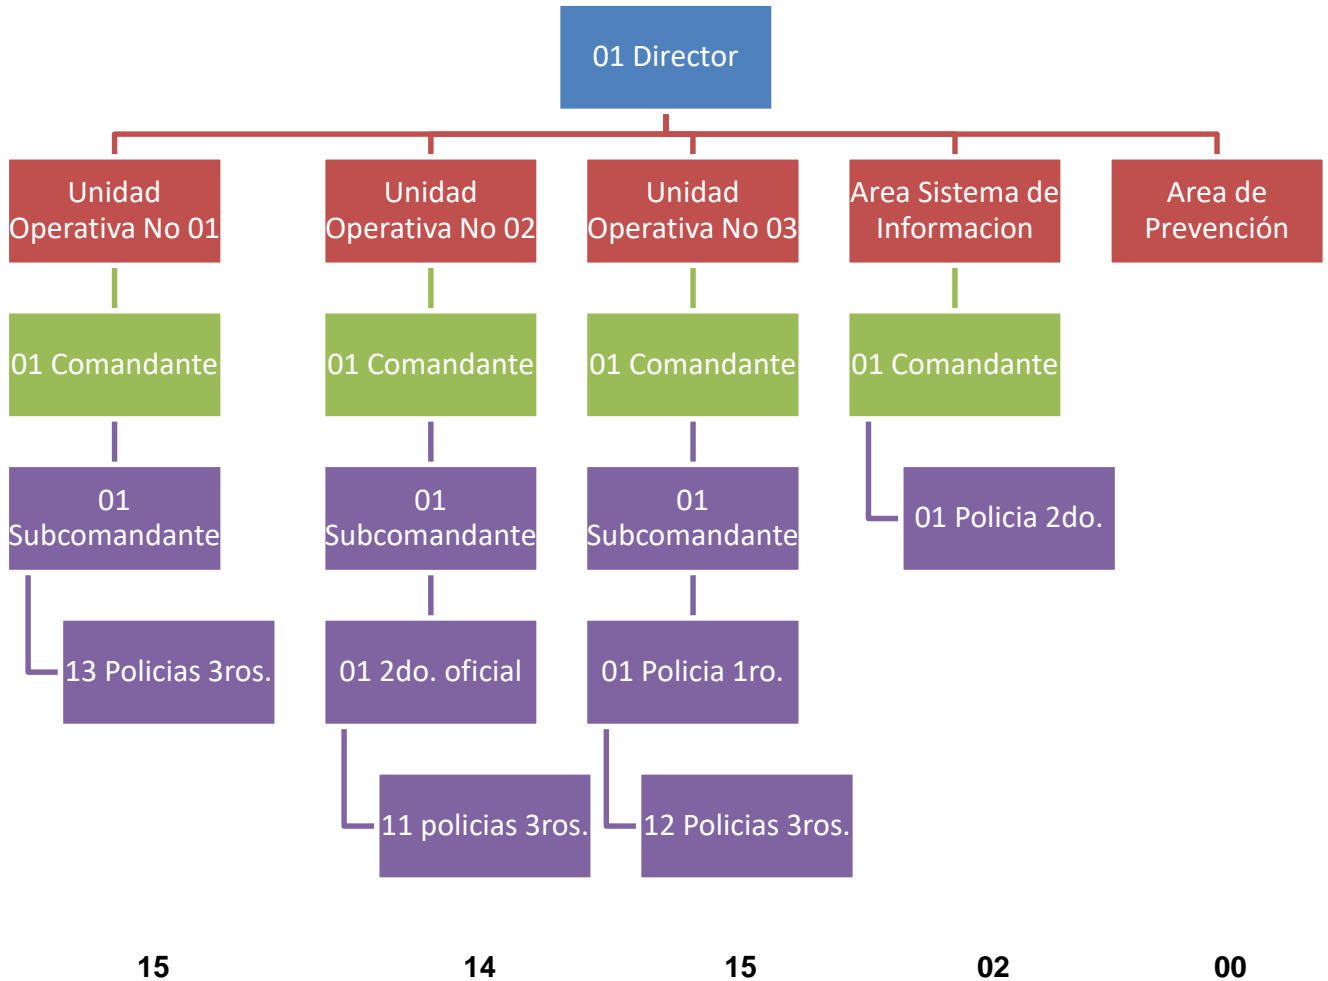 01 Director
Unidad
Operativa No 01
Unidad
Operativa No 02
Unidad
Operativa No 03
Area Sistema de
Informacion
Area de
Prevención
01 Comandante
01 Comandante
01 Comandante
01 Comandante
01
Subcomandante
01
Subcomandante
01
Subcomandante
01 Policia 2do.
13 Policias 3ros.
01 2do. oficial
01 Policia 1ro.
11 policias 3ros.
12 Policias 3ros.
15
14
15
02
00